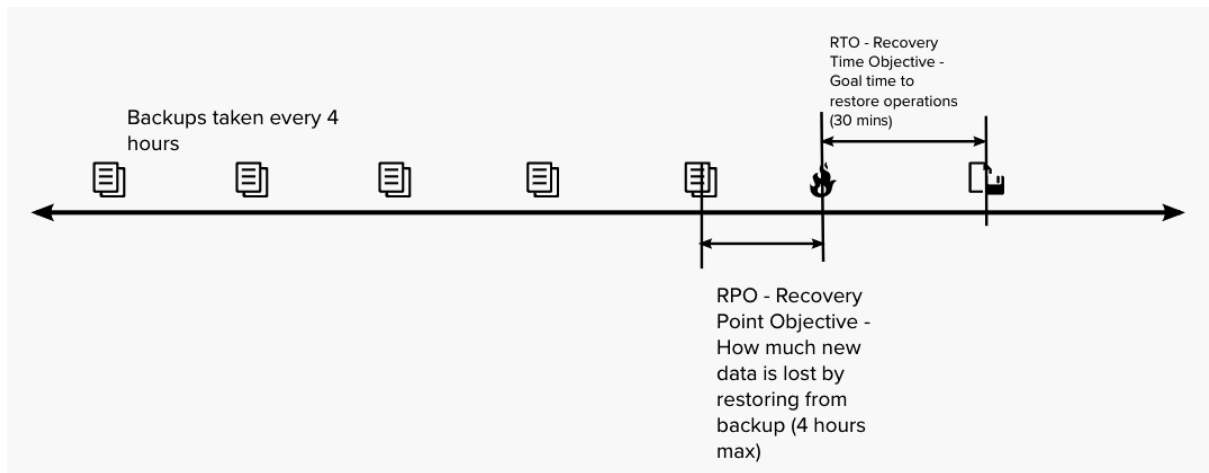 Backups taken every 4
hours
RTO - Recovery
Time Objective -
Goal time to
restore operations
(30 mins)
RPO - Recovery
Point Objective -
How much new
data is lost by
restoring from
backup (4 hours
max)